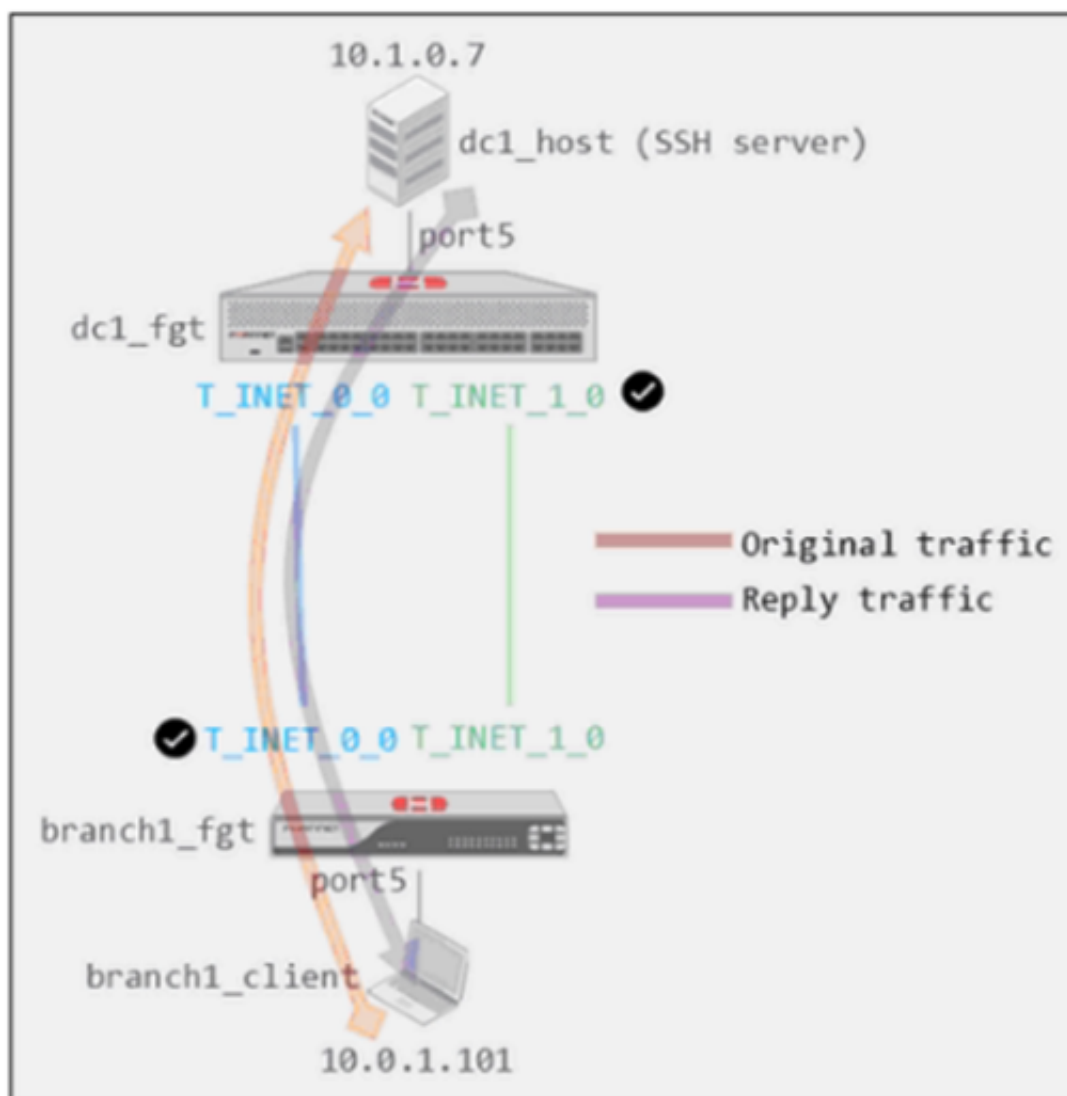 10.1.0.7
dc1_host (SSH server)
port5
dc1_fgt
T_INET_0_0 T_INET_1_0
Original traffic
Reply traffic
T_INET_0_0 T_INET_1_0
branch1_fgt
port5
branch1_client
10.0.1.101